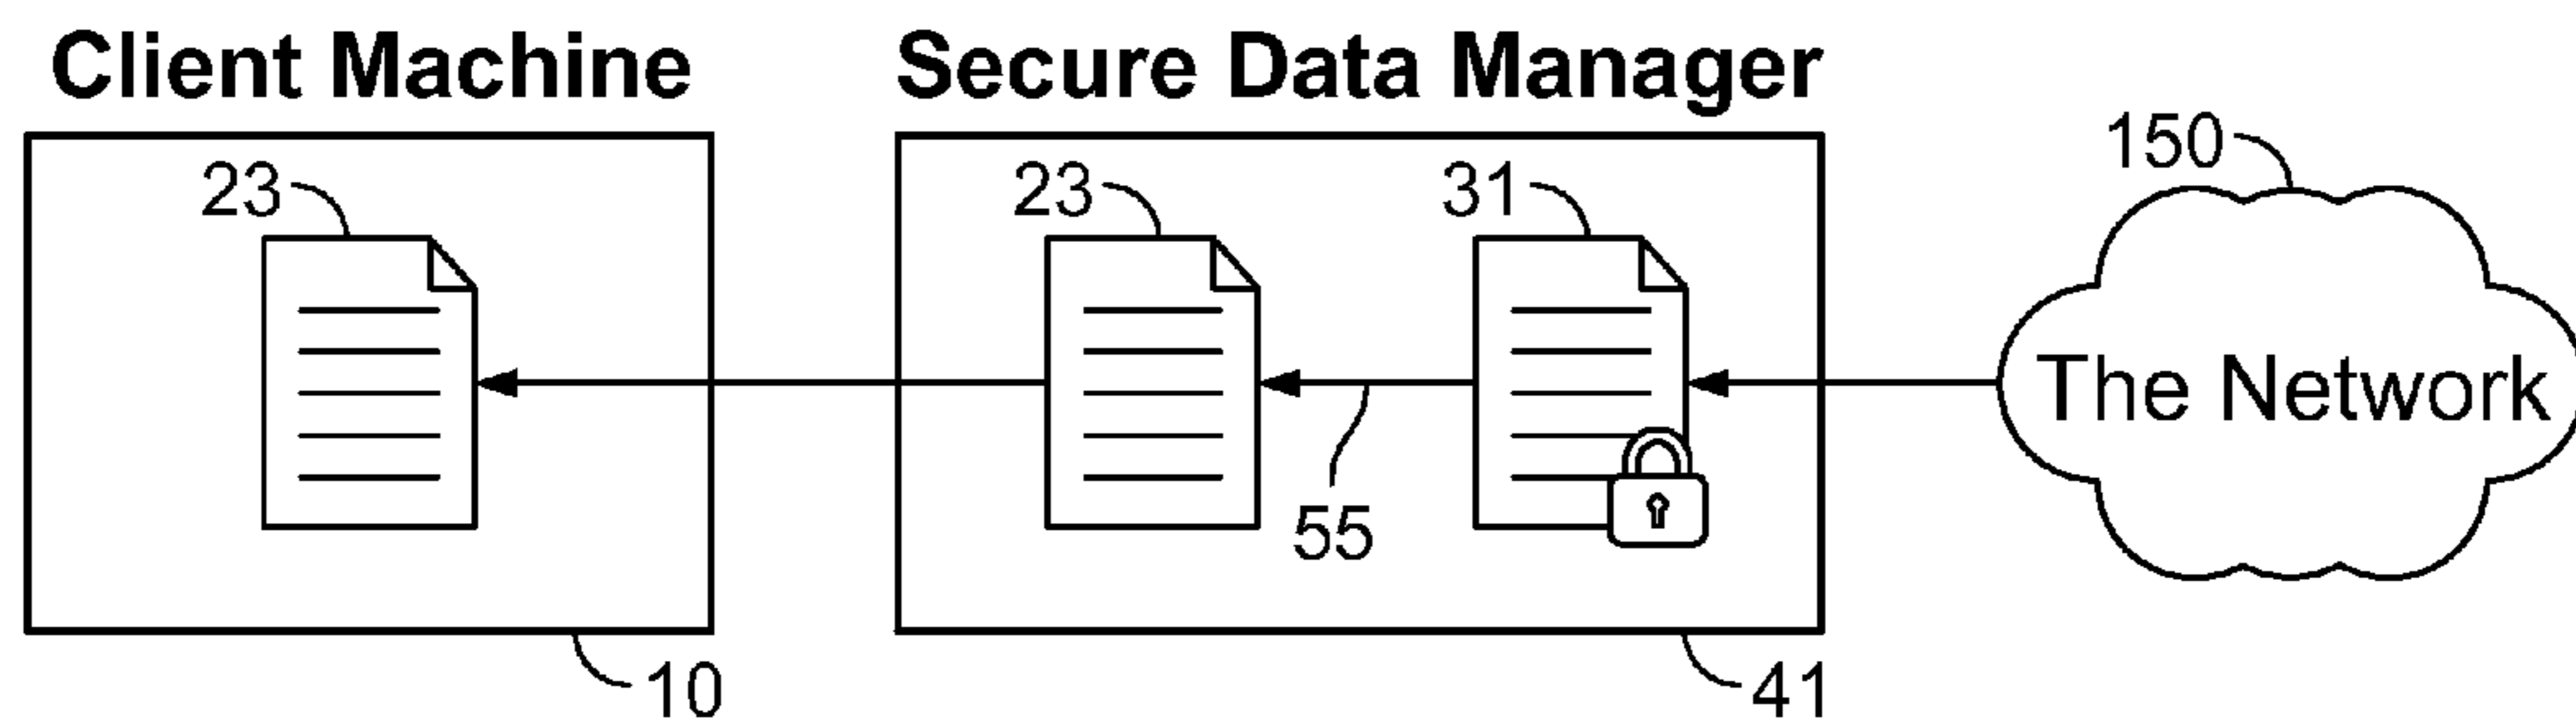 Client Machine
Secure Data Manager
150
23
23
31
The Network
55
10
41